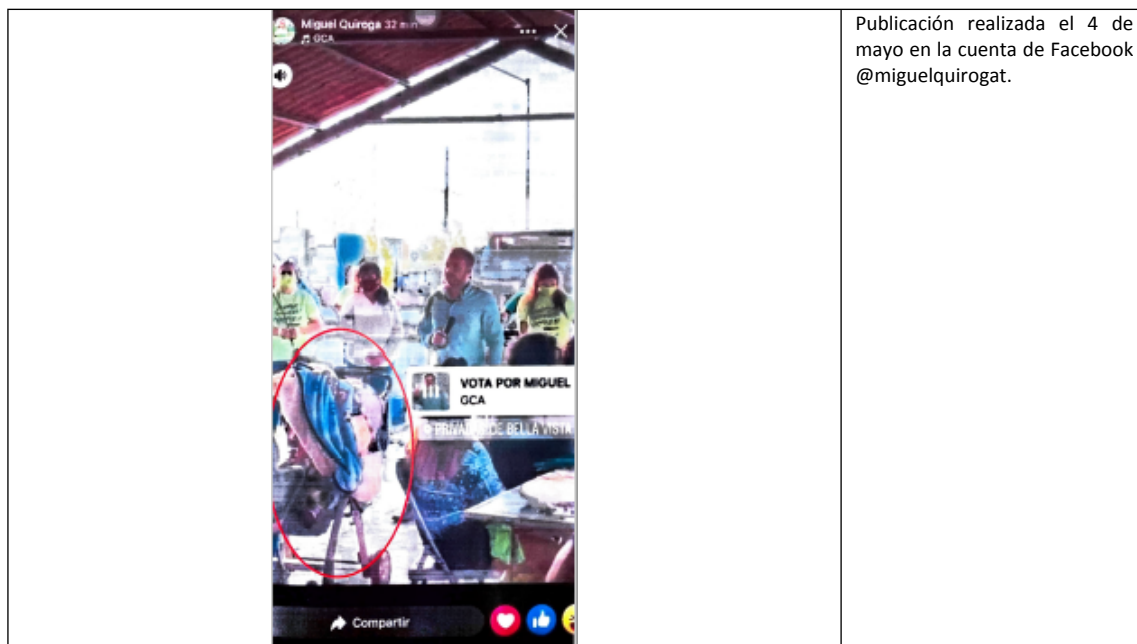 Miguel Quiroga 32 min
GCA
VOTA POR MIGUEL
GCA
PRIVADAS DE BELLA VISTA
Compartir
Publicación realizada el 4 de
mayo en la cuenta de Facebook
@miguelquirogat.